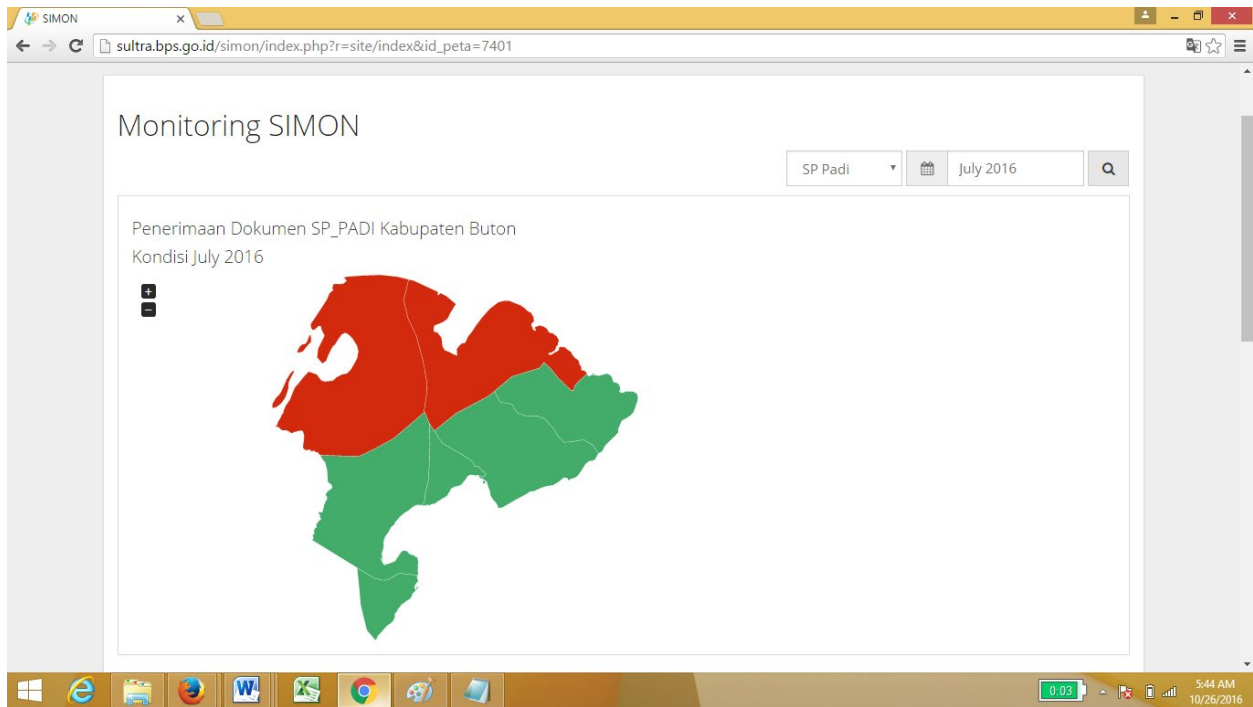 SIMON
sultra.bps.go.id/simon/index.php?r=site/index&id_peta=7401
Monitoring SIMON
SP Padi
July 2016
Penerimaan Dokumen SP_PADI Kabupaten Buton
Kondisi July 2016
+
−
0:03
5:44 AM
10/26/2016